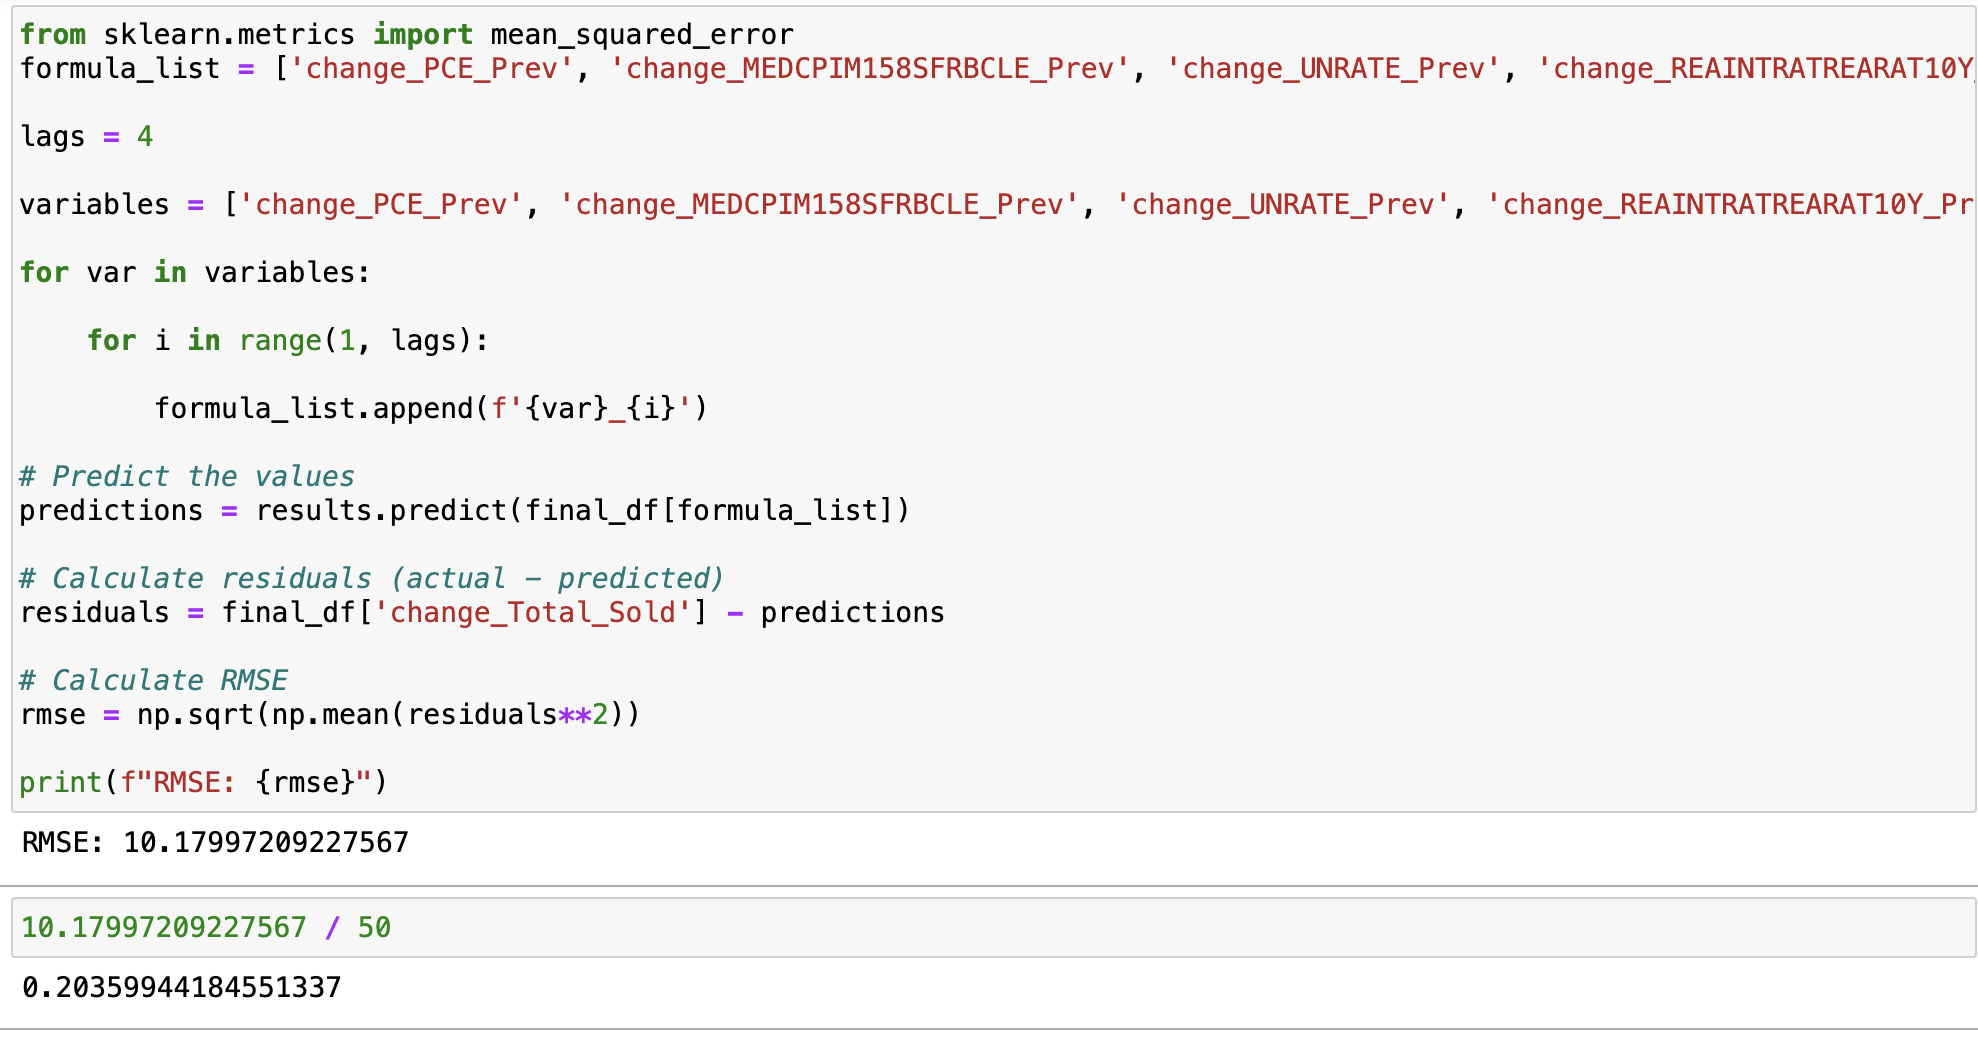 from sklearn.metrics import mean_squared_error
formula_list = ['change_PCE_Prev', 'change_MEDCPIM158SFRBCLE_Prev', 'change_UNRATE_Prev', 'change_REAINTRATREARAT10Y
lags = 4
variables = ['change_PCE_Prev', 'change_MEDCPIM158SFRBCLE_Prev', 'change_UNRATE_Prev', 'change_REAINTRATREARAT10Y_Pr
for var in variables:
    for i in range(1, lags):
        formula_list.append(f'{var}_{i}')
# Predict the values
predictions = results.predict(final_df[formula_list])
# Calculate residuals (actual − predicted)
residuals = final_df['change_Total_Sold'] - predictions
# Calculate RMSE
rmse = np.sqrt(np.mean(residuals**2))
print(f"RMSE: {rmse}")
RMSE: 10.17997209227567
10.17997209227567 / 50
0.20359944184551337